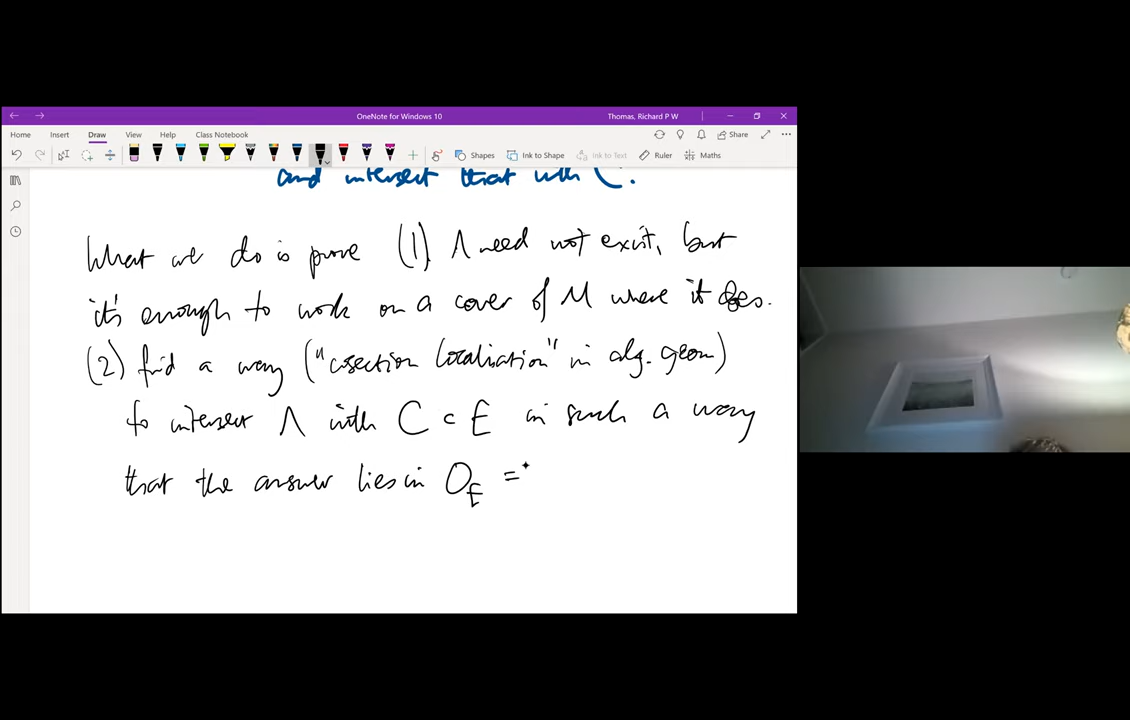 OneNote for Windows 10
Thomas, Richard P W
Home Insert Draw View Help Class Notebook
Share
Shapes Ink to Shape Ink to Text Ruler Maths
and intersect that with C.
What we do is prove (1) Λ need not exist, but
it's enough to work on a cover of M where it does.
(2) find a way ("cosection localisation" in alg. geom)
to intersect Λ with C ⊂ E in such a way
that the answer lies in O_E =